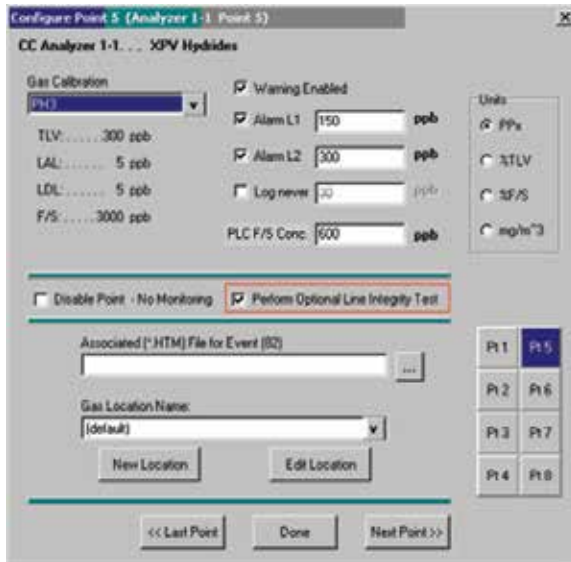 Configure Point 5 (Analyzer 1-1 Point 5)
CC Analyzer 1-1. . . XPV Hydrides
Gas Calibration
PH3
TLV: . . . . . 300 ppb
LAL: . . . . . . 5 ppb
LDL: . . . . . . 5 ppb
F/S: . . . . . 3000 ppb
Warning Enabled
Alarm L1 150 ppb
Alarm L2 300 ppb
Log never ppb
PLC F/S Conc. 600 ppb
Units
PPx
%TLV
%F/S
mg/m^3
Disable Point - No Monitoring
Perform Optional Line Integrity Test
Associated (*.HTM) File for Event (82)
...
Gas Location Name:
(default)
New Location
Edit Location
Pt 1 Pt 5
Pt 2 Pt 6
Pt 3 Pt 7
Pt 4 Pt 8
<< Last Point
Done
Next Point >>